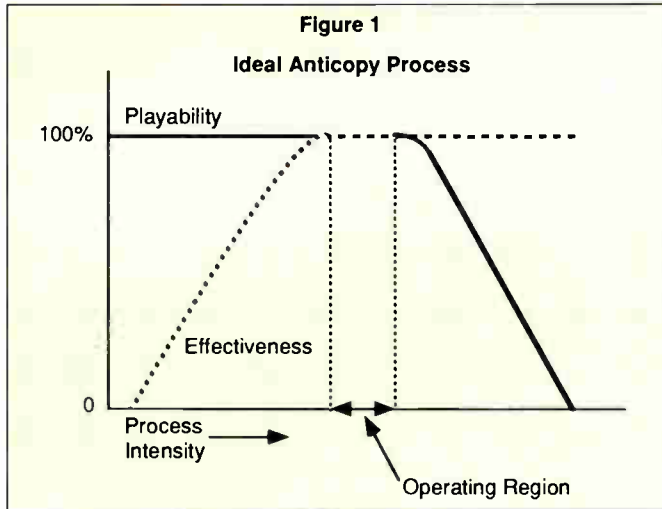 Figure 1
Ideal Anticopy Process
Playability
100%
Effectiveness
0
Process
Intensity
Operating Region